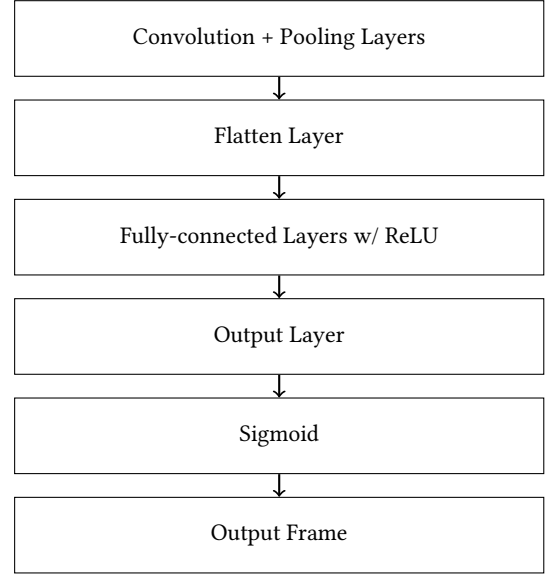 Convolution + Pooling Layers
Flatten Layer
Fully-connected Layers w/ ReLU
Output Layer
Sigmoid
Output Frame